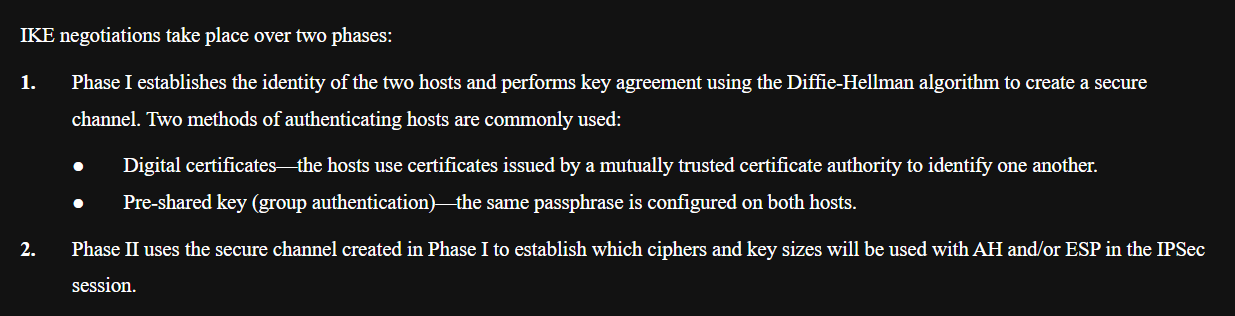 IKE negotiations take place over two phases:
1. Phase I establishes the identity of the two hosts and performs key agreement using the Diffie-Hellman algorithm to create a secure
channel. Two methods of authenticating hosts are commonly used:
● Digital certificates—the hosts use certificates issued by a mutually trusted certificate authority to identify one another.
● Pre-shared key (group authentication)—the same passphrase is configured on both hosts.
2. Phase II uses the secure channel created in Phase I to establish which ciphers and key sizes will be used with AH and/or ESP in the IPSec
session.